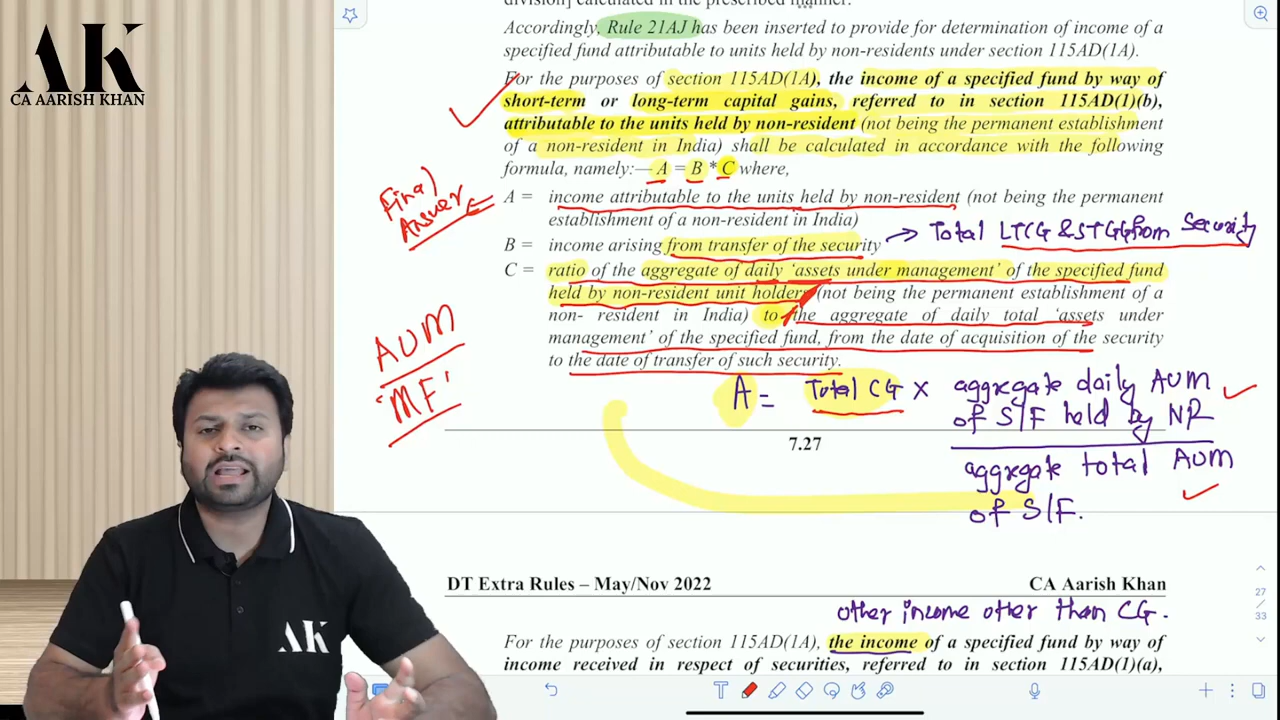 AK
CA AARISH KHAN
division] calculated in the prescribed manner.
Accordingly, Rule 21AJ has been inserted to provide for determination of income of a
specified fund attributable to units held by non-residents under section 115AD(1A).
For the purposes of section 115AD(1A), the income of a specified fund by way of
short-term or long-term capital gains, referred to in section 115AD(1)(b),
attributable to the units held by non-resident (not being the permanent establishment
of a non-resident in India) shall be calculated in accordance with the following
formula, namely:— A = B * C where,
Final
Answer
A = income attributable to the units held by non-resident (not being the permanent
establishment of a non-resident in India)
B = income arising from transfer of the security → Total LTCG & STCG from Security
C = ratio of the aggregate of daily 'assets under management' of the specified fund
held by non-resident unit holders (not being the permanent establishment of a
non- resident in India) to the aggregate of daily total 'assets under
management' of the specified fund, from the date of acquisition of the security
to the date of transfer of such security.
AUM
'MF'
A = Total CG × aggregate daily AUM
of S/F held by NR
aggregate total AUM
of S/F.
7.27
DT Extra Rules – May/Nov 2022 CA Aarish Khan
other income other than CG.
For the purposes of section 115AD(1A), the income of a specified fund by way of
income received in respect of securities, referred to in section 115AD(1)(a),
AK
27
/
33
T